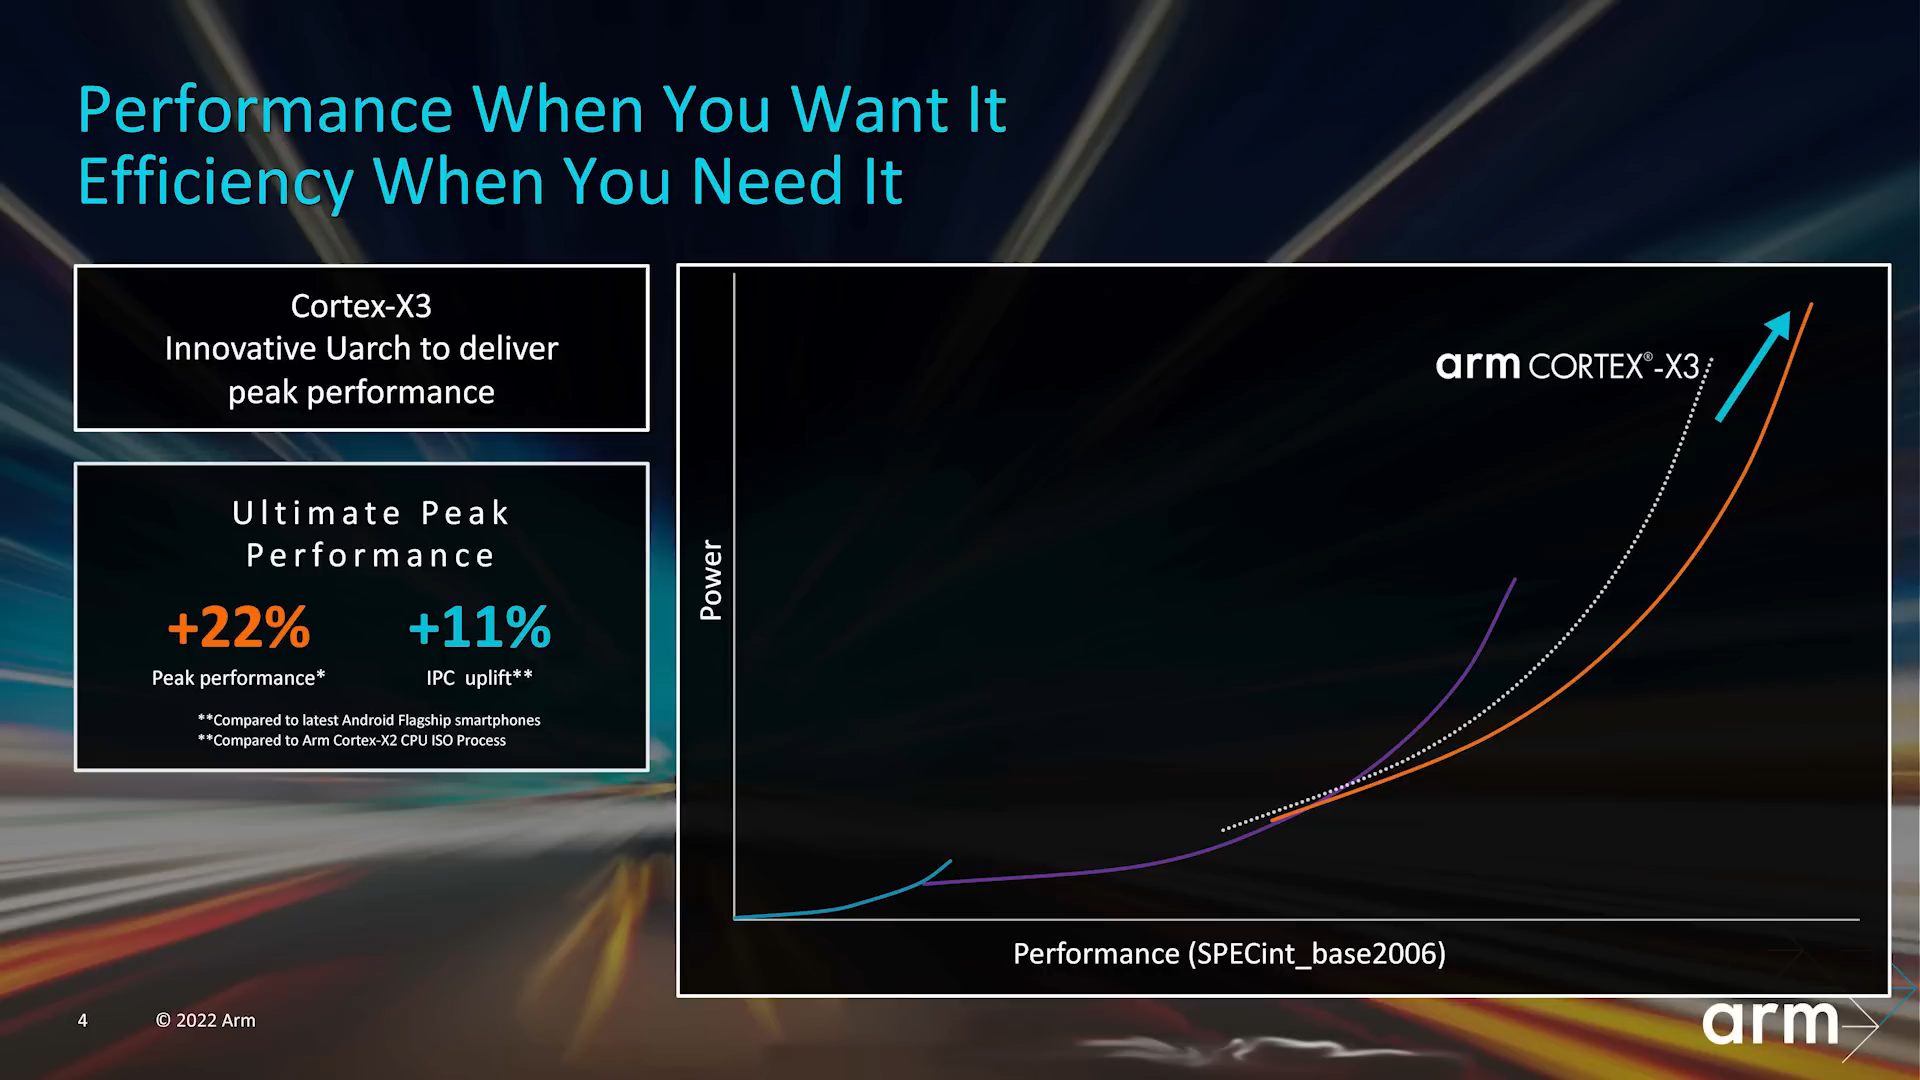 Performance When You Want It
Efficiency When You Need It
Cortex-X3
Innovative Uarch to deliver
peak performance
Ultimate Peak
Performance
+22% +11%
Peak performance* IPC uplift**
**Compared to latest Android Flagship smartphones
**Compared to Arm Cortex-X2 CPU ISO Process
Power
arm CORTEX®-X3
Performance (SPECint_base2006)
4 © 2022 Arm
arm